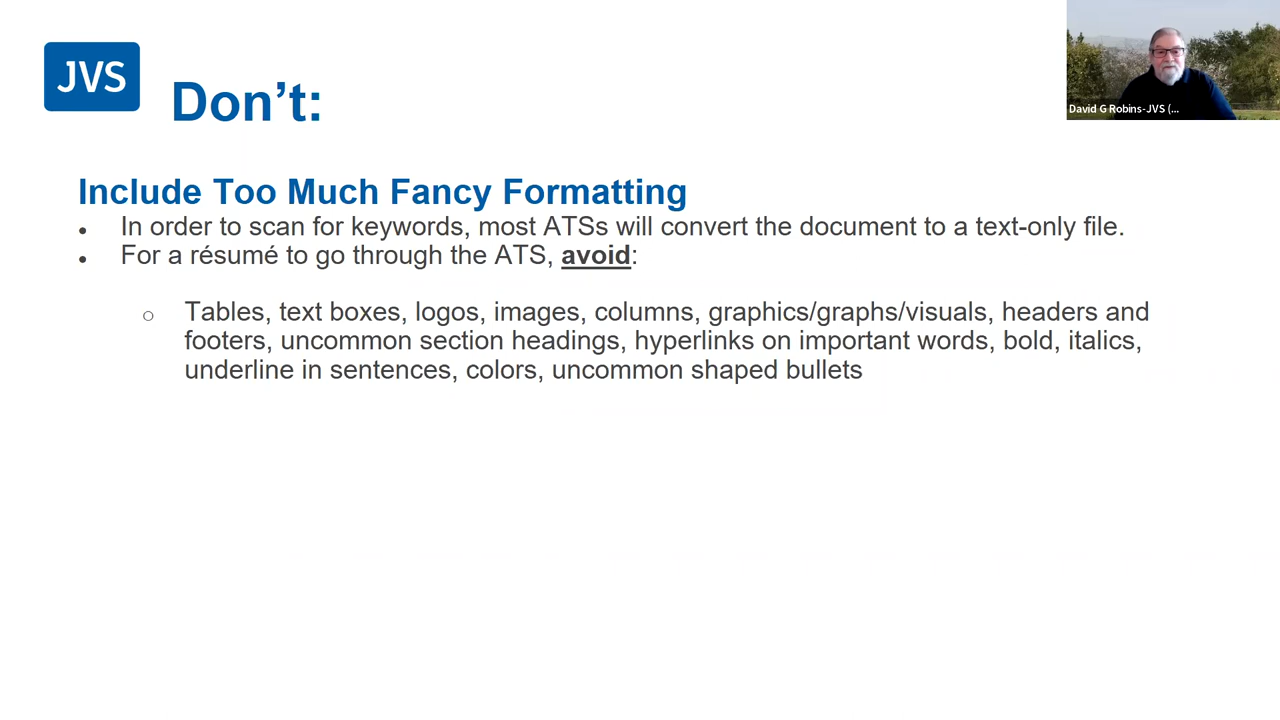 JVS
Don't:
David G Robins-JVS (...
Include Too Much Fancy Formatting
• In order to scan for keywords, most ATSs will convert the document to a text-only file.
• For a résumé to go through the ATS, avoid:
○ Tables, text boxes, logos, images, columns, graphics/graphs/visuals, headers and
footers, uncommon section headings, hyperlinks on important words, bold, italics,
underline in sentences, colors, uncommon shaped bullets